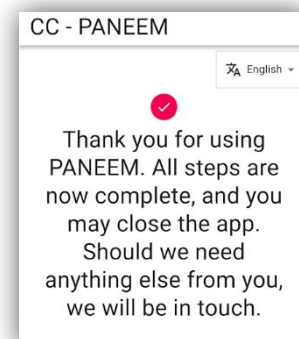 CC - PANEEM
English
Thank you for using
PANEEM. All steps are
now complete, and you
may close the app.
Should we need
anything else from you,
we will be in touch.